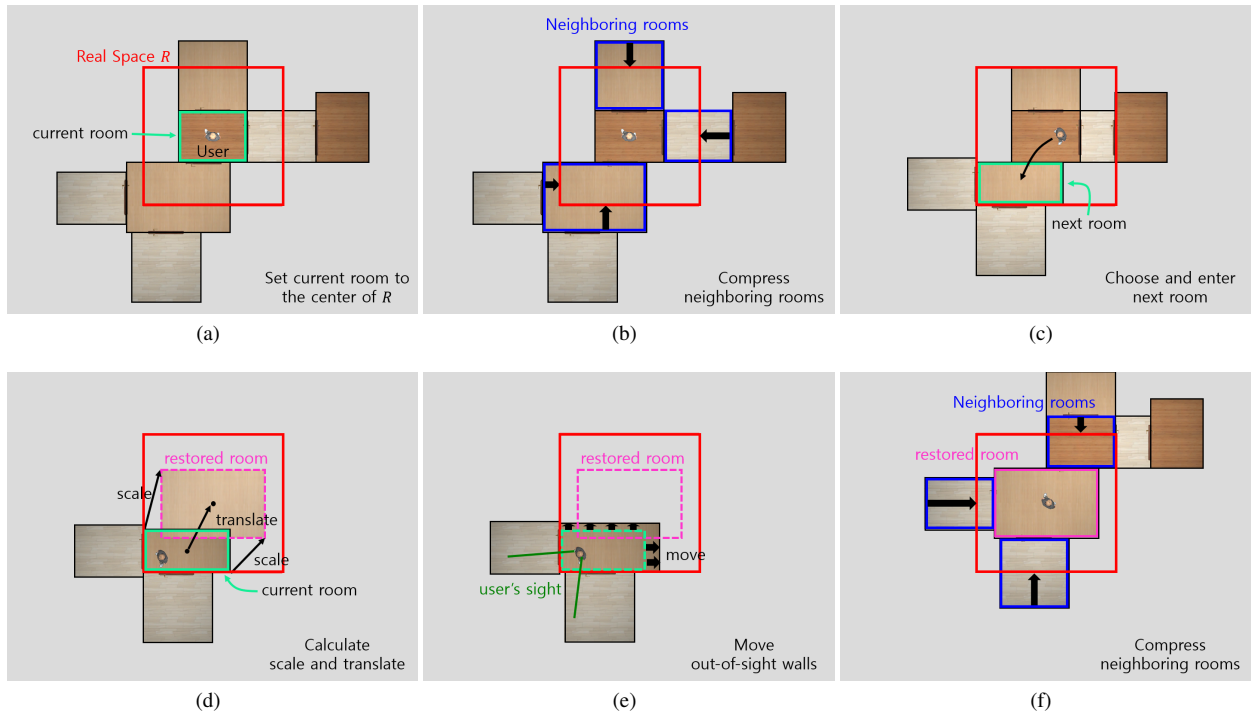 Real Space R
current room
User
Set current room to
the center of R
(a)
Neighboring rooms
Compress
neighboring rooms
(b)
next room
Choose and enter
next room
(c)
restored room
scale
translate
scale
current room
Calculate
scale and translate
(d)
restored room
move
user's sight
Move
out-of-sight walls
(e)
Neighboring rooms
restored room
Compress
neighboring rooms
(f)